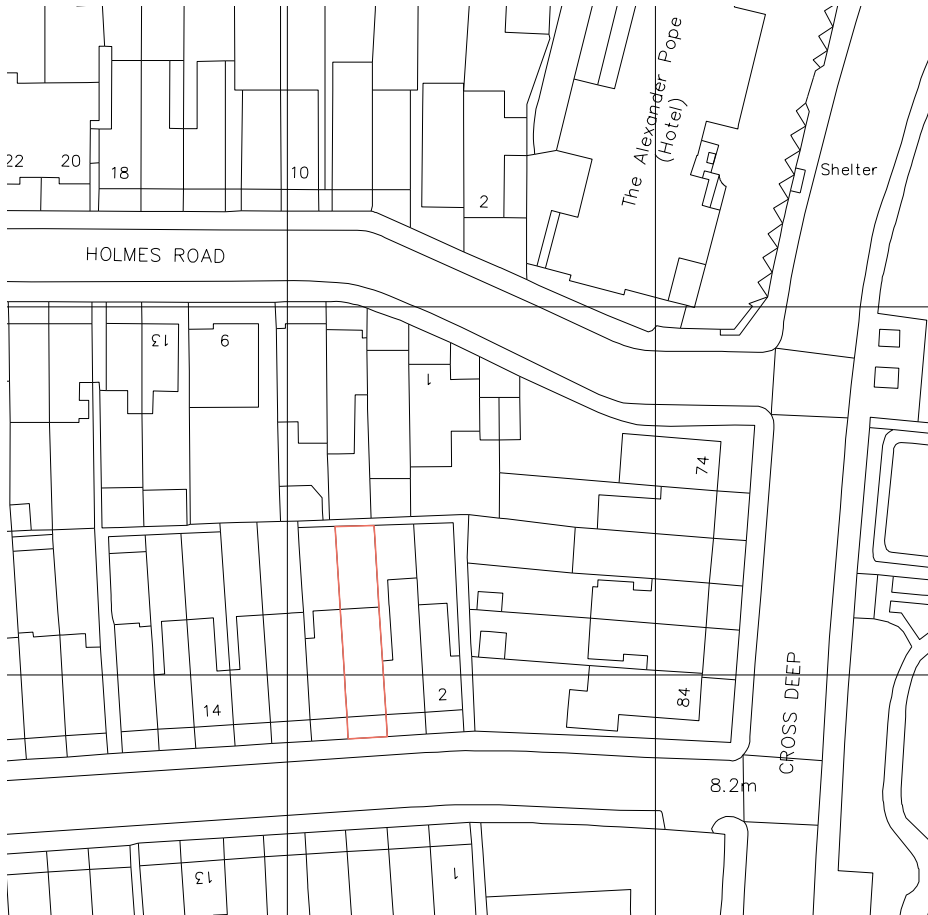 The Alexander Pope
(Hotel)
22
20
18
10
2
Shelter
HOLMES ROAD
13
9
1
74
14
2
84
CROSS DEEP
8.2m
13
1